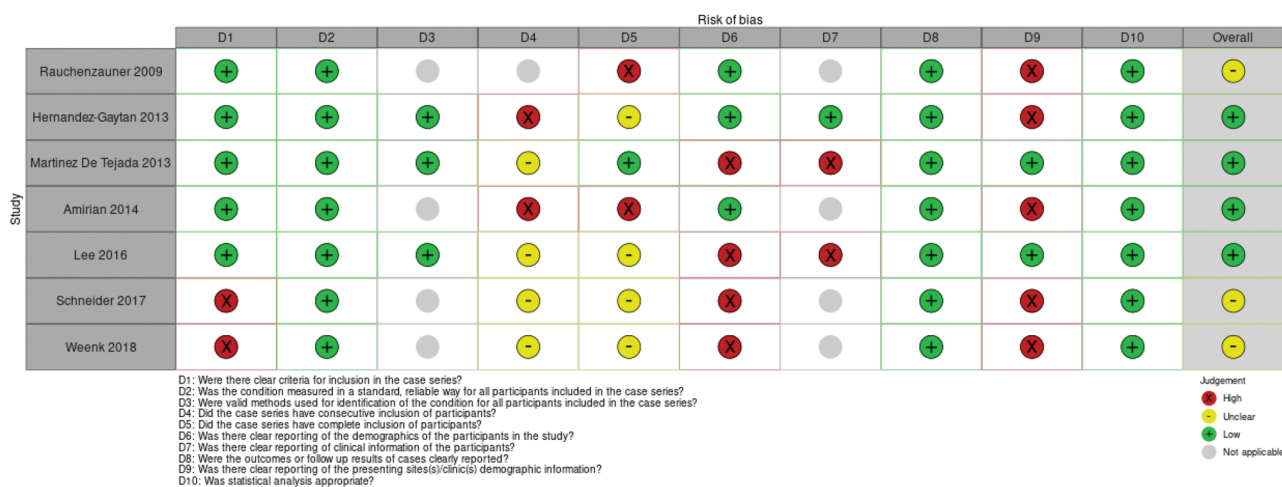 Risk of bias
D1 D2 D3 D4 D5 D6 D7 D8 D9 D10 Overall
Study
Rauchenzauner 2009 + + X + + X + -
Hernandez-Gaytan 2013 + + + X - + + + X + +
Martinez De Tejada 2013 + + + - + X X + + + +
Amirian 2014 + + X X + + X + +
Lee 2016 + + + - - X X + + + +
Schneider 2017 X + - - X + X + -
Weenk 2018 X + - - X + X + -
D1: Were there clear criteria for inclusion in the case series?
D2: Was the condition measured in a standard, reliable way for all participants included in the case series?
D3: Were valid methods used for identification of the condition for all participants included in the case series?
D4: Did the case series have consecutive inclusion of participants?
D5: Did the case series have complete inclusion of participants?
D6: Was there clear reporting of the demographics of the participants in the study?
D7: Was there clear reporting of clinical information of the participants?
D8: Were the outcomes or follow up results of cases clearly reported?
D9: Was there clear reporting of the presenting sites(s)/clinic(s) demographic information?
D10: Was statistical analysis appropriate?
Judgement
X High
- Unclear
+ Low
Not applicable